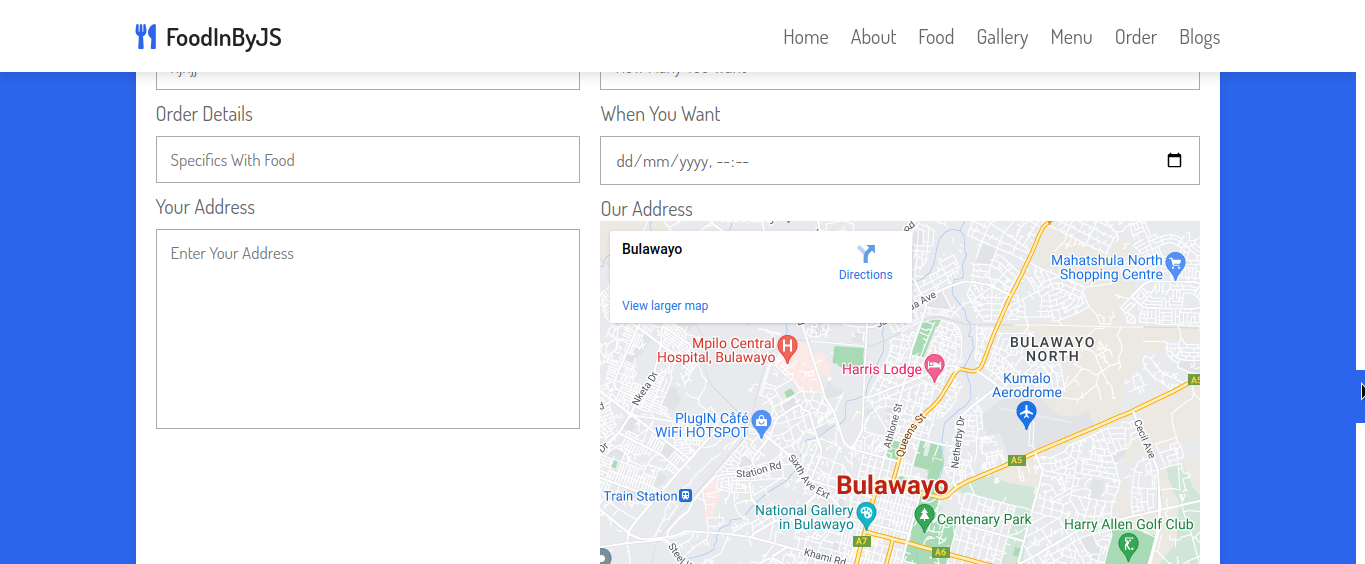 FoodInByJS
Home About Food Gallery Menu Order Blogs
Order Details
When You Want
Specifics With Food
dd/mm/yyyy, --:--
Your Address
Our Address
Enter Your Address
Bulawayo
Directions
View larger map
Mahatshula North
Shopping Centre
Mpilo Central
Hospital, Bulawayo
Harris Lodge
BULAWAYO
NORTH
Kumalo
Aerodrome
Nketa Dr
PlugIN Câfé
WiFi HOTSPOT
Athlone St
Queens St
Netherby Dr
Cecil Ave
A5
Station Rd
Sixth Ave Ext
Bulawayo
Train Station
National Gallery
in Bulawayo
Centenary Park
Harry Allen Golf Club
A7
A6
Khami Rd
Steel